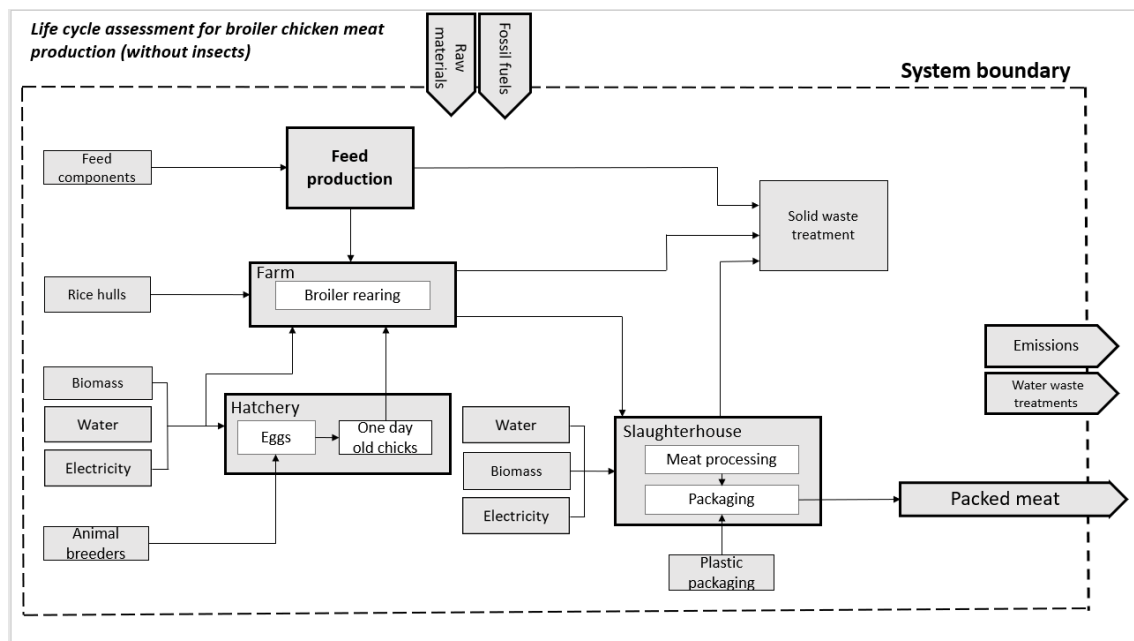 Life cycle assessment for broiler chicken meat
production (without insects)
Raw
materials
Fossil fuels
System boundary
Feed
components
Feed
production
Solid waste
treatment
Farm
Broiler rearing
Rice hulls
Emissions
Biomass
Water waste
treatments
Hatchery
Water
Eggs
One day
old chicks
Water
Slaughterhouse
Electricity
Meat processing
Biomass
Packaging
Packed meat
Electricity
Animal
breeders
Plastic
packaging